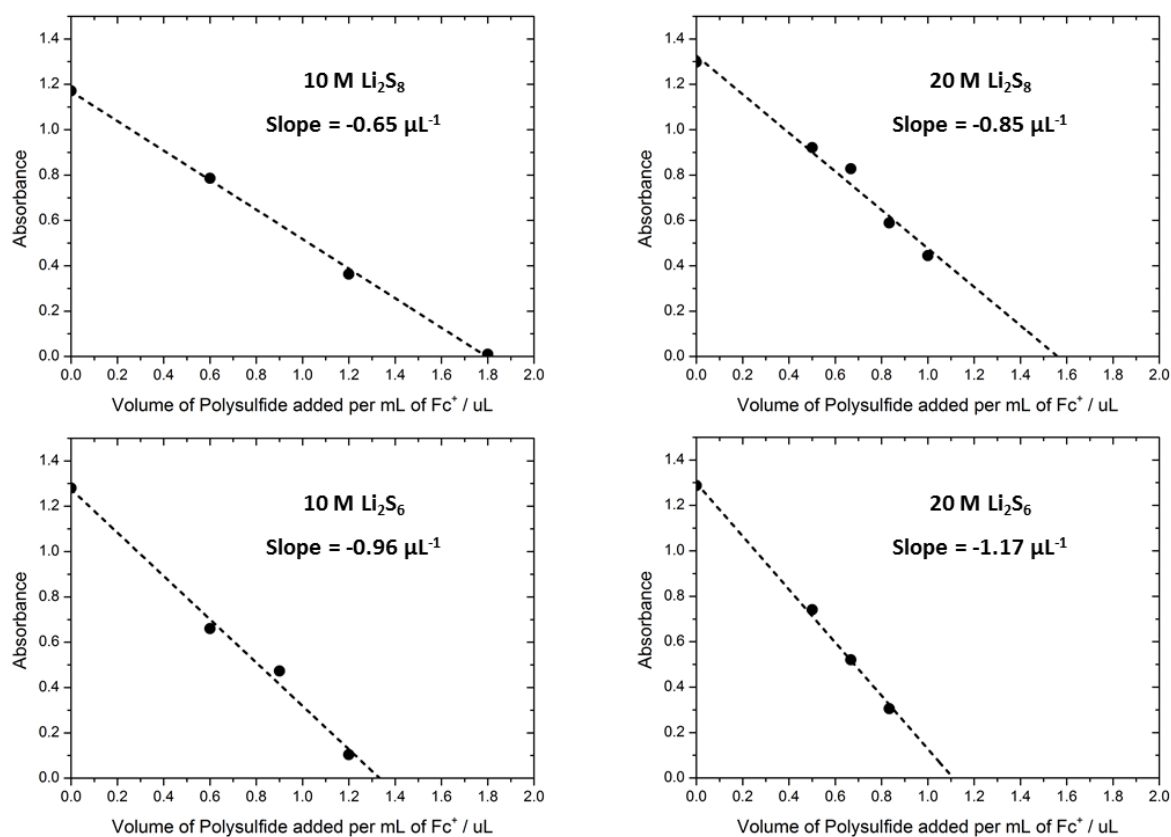 1.4
1.2
1.0
0.8
0.6
0.4
0.2
0.0
Absorbance
10 M Li₂S₈
Slope = -0.65 µL⁻¹
0.0 0.2 0.4 0.6 0.8 1.0 1.2 1.4 1.6 1.8 2.0
Volume of Polysulfide added per mL of Fc⁺ / uL
1.4
1.2
1.0
0.8
0.6
0.4
0.2
0.0
Absorbance
20 M Li₂S₈
Slope = -0.85 µL⁻¹
0.0 0.2 0.4 0.6 0.8 1.0 1.2 1.4 1.6 1.8 2.0
Volume of Polysulfide added per mL of Fc⁺ / uL
1.4
1.2
1.0
0.8
0.6
0.4
0.2
0.0
Absorbance
10 M Li₂S₆
Slope = -0.96 µL⁻¹
0.0 0.2 0.4 0.6 0.8 1.0 1.2 1.4 1.6 1.8 2.0
Volume of Polysulfide added per mL of Fc⁺ / uL
1.4
1.2
1.0
0.8
0.6
0.4
0.2
0.0
Absorbance
20 M Li₂S₆
Slope = -1.17 µL⁻¹
0.0 0.2 0.4 0.6 0.8 1.0 1.2 1.4 1.6 1.8 2.0
Volume of Polysulfide added per mL of Fc⁺ / uL